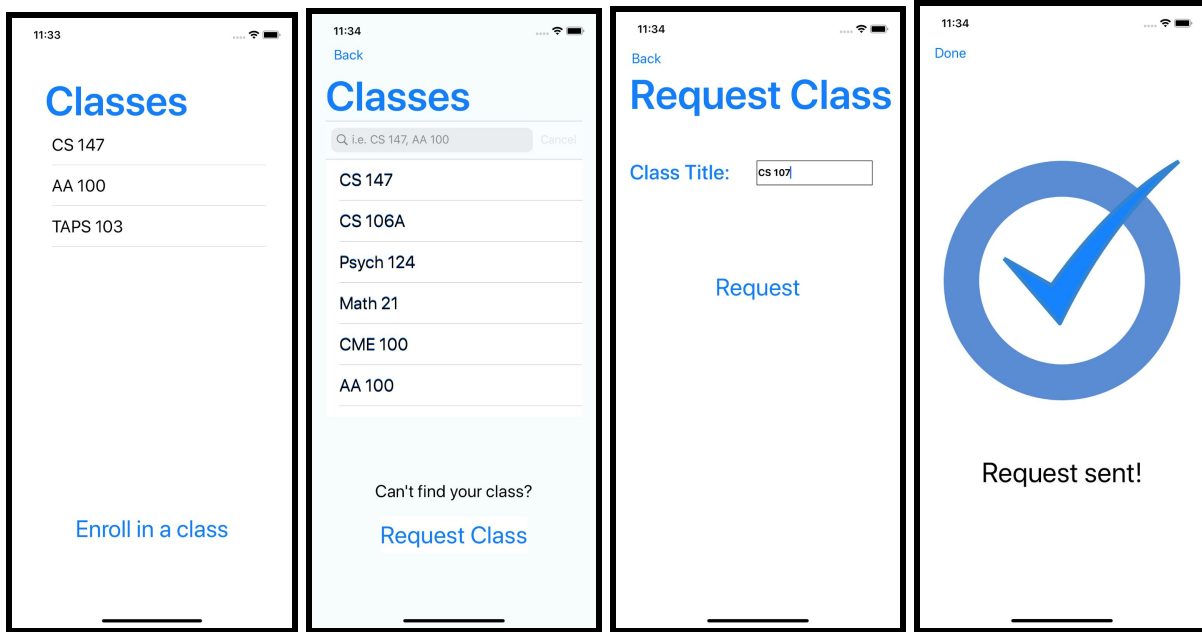 11:33
Classes
CS 147
AA 100
TAPS 103
Enroll in a class
11:34
Back
Classes
i.e. CS 147, AA 100 Cancel
CS 147
CS 106A
Psych 124
Math 21
CME 100
AA 100
Can't find your class?
Request Class
11:34
Back
Request Class
Class Title: CS 107
Request
11:34
Done
Request sent!